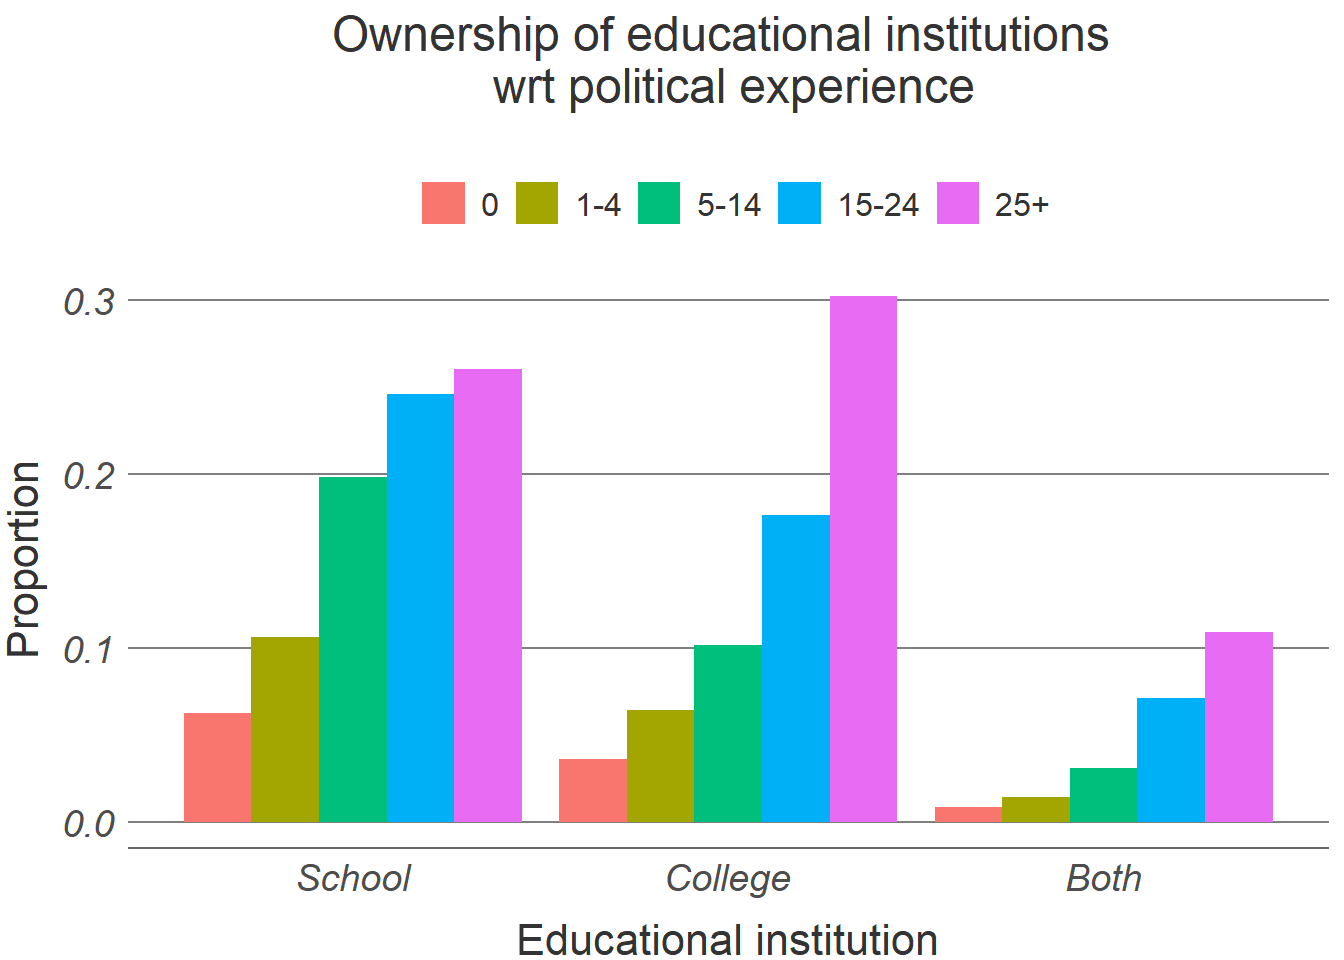 Ownership of educational institutions
wrt political experience
0 1-4 5-14 15-24 25+
0.3
0.2
0.1
0.0
Proportion
School College Both
Educational institution